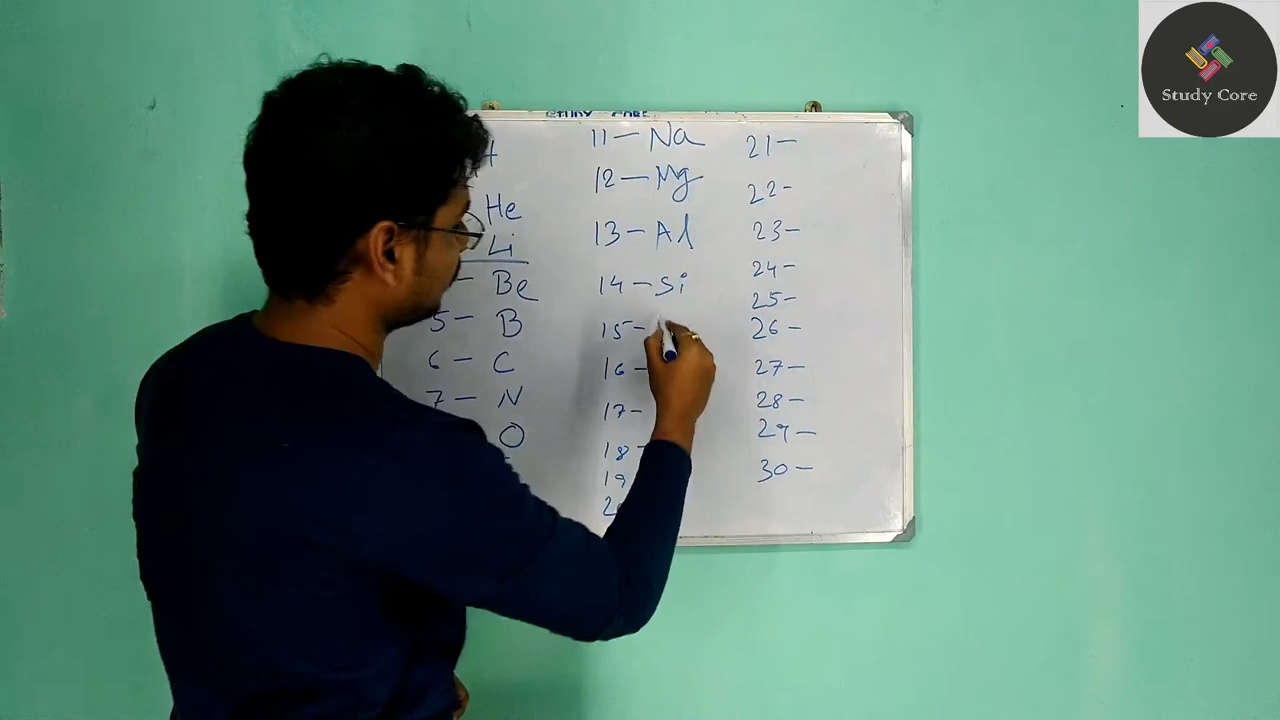 Study Core
STUDY CORE
H
He
Li
- Be
5- B
6- C
7- N
O
11- Na
12- Mg
13- Al
14- Si
15-
16-
17-
18-
19
21-
22-
23-
24-
25-
26-
27-
28-
29-
30-